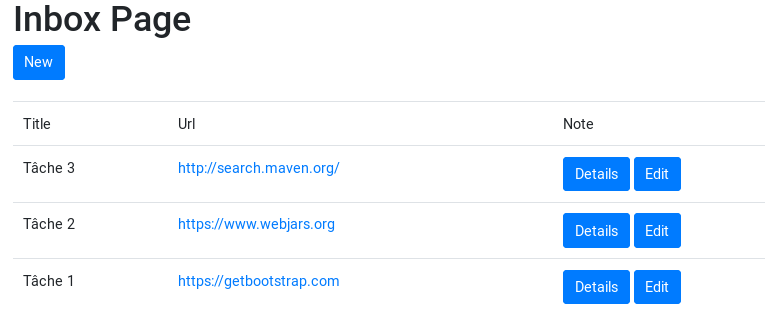 Inbox Page
New
Title Url Note
Tâche 3 http://search.maven.org/ Details Edit
Tâche 2 https://www.webjars.org Details Edit
Tâche 1 https://getbootstrap.com Details Edit